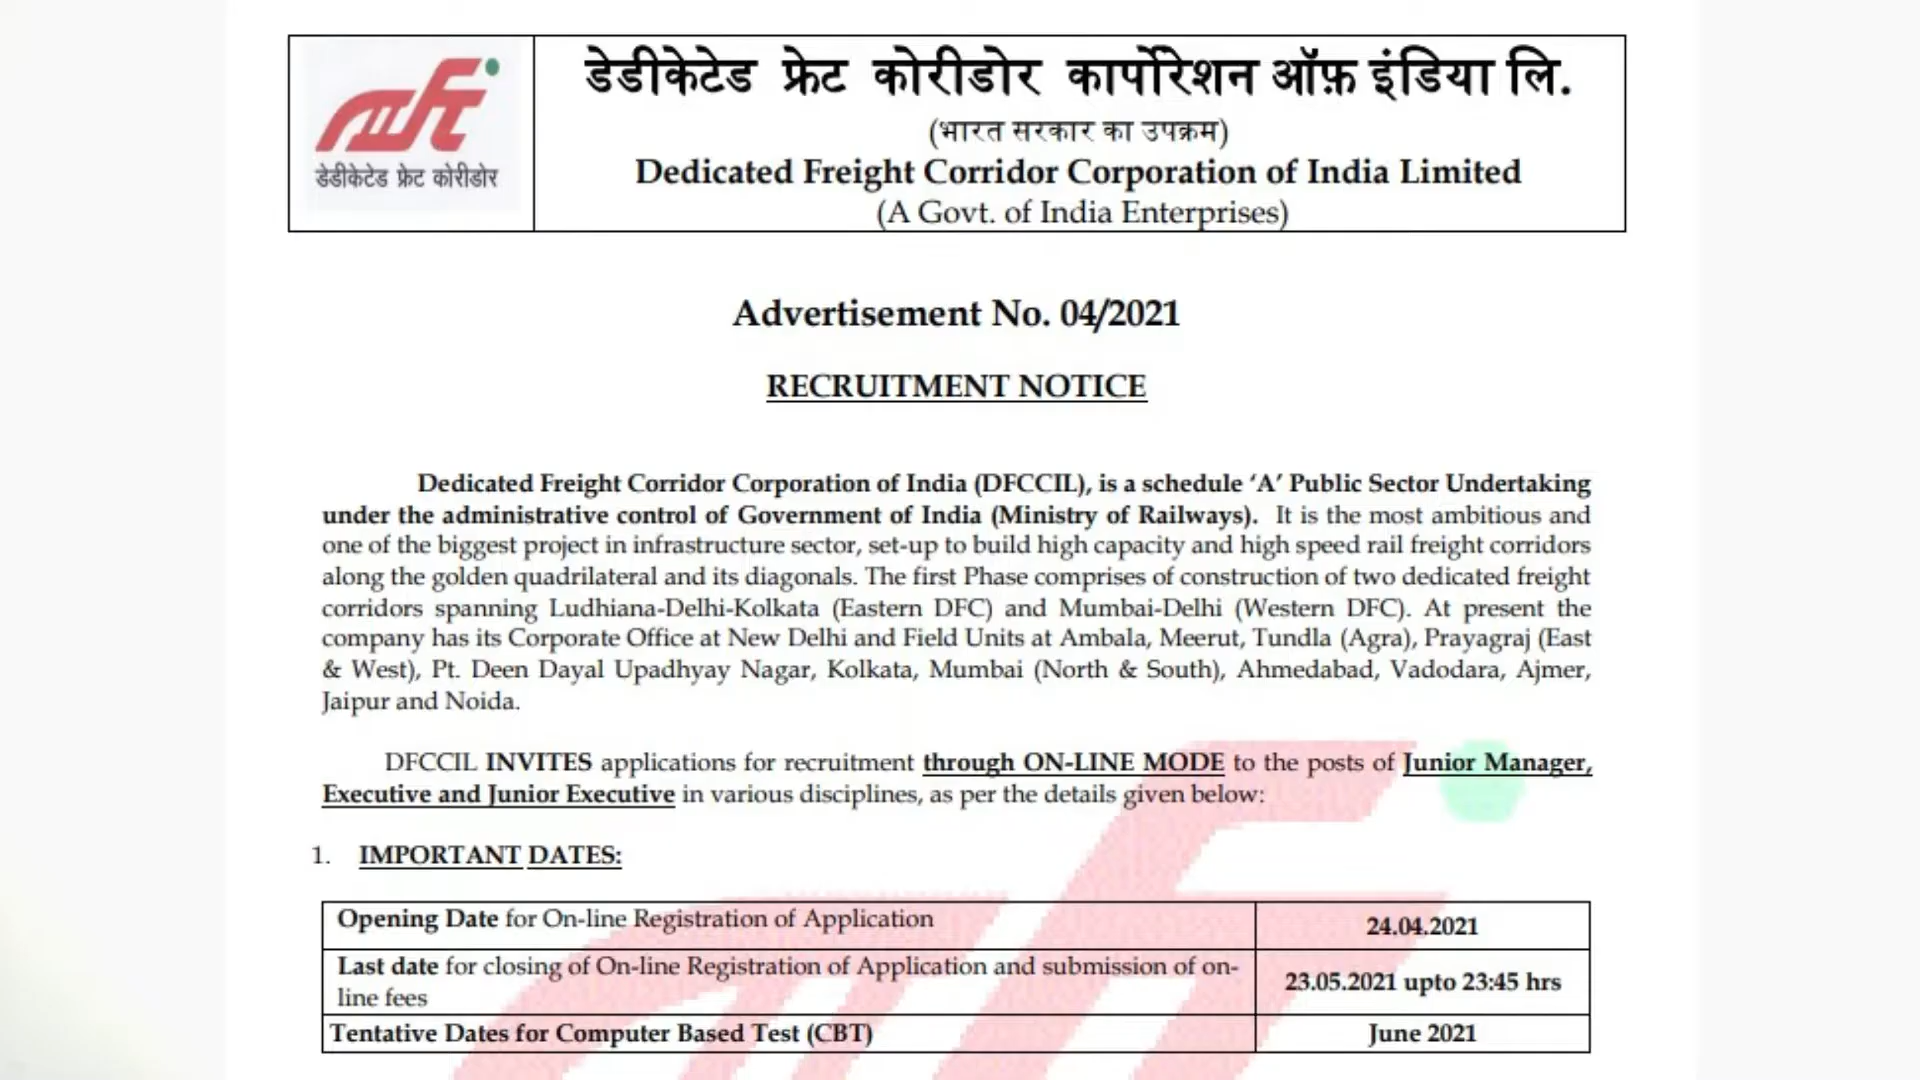 डेडीकेटेड फ्रेट कोरीडोर
डेडीकेटेड फ्रेट कोरीडोर कार्पोरेशन ऑफ़ इंडिया लि.
(भारत सरकार का उपक्रम)
Dedicated Freight Corridor Corporation of India Limited
(A Govt. of India Enterprises)
Advertisement No. 04/2021
RECRUITMENT NOTICE
Dedicated Freight Corridor Corporation of India (DFCCIL), is a schedule ‘A’ Public Sector Undertaking
under the administrative control of Government of India (Ministry of Railways). It is the most ambitious and
one of the biggest project in infrastructure sector, set-up to build high capacity and high speed rail freight corridors
along the golden quadrilateral and its diagonals. The first Phase comprises of construction of two dedicated freight
corridors spanning Ludhiana-Delhi-Kolkata (Eastern DFC) and Mumbai-Delhi (Western DFC). At present the
company has its Corporate Office at New Delhi and Field Units at Ambala, Meerut, Tundla (Agra), Prayagraj (East
& West), Pt. Deen Dayal Upadhyay Nagar, Kolkata, Mumbai (North & South), Ahmedabad, Vadodara, Ajmer,
Jaipur and Noida.
DFCCIL INVITES applications for recruitment through ON-LINE MODE to the posts of Junior Manager,
Executive and Junior Executive in various disciplines, as per the details given below:
1. IMPORTANT DATES:
Opening Date for On-line Registration of Application 24.04.2021
Last date for closing of On-line Registration of Application and submission of on-
line fees 23.05.2021 upto 23:45 hrs
Tentative Dates for Computer Based Test (CBT) June 2021